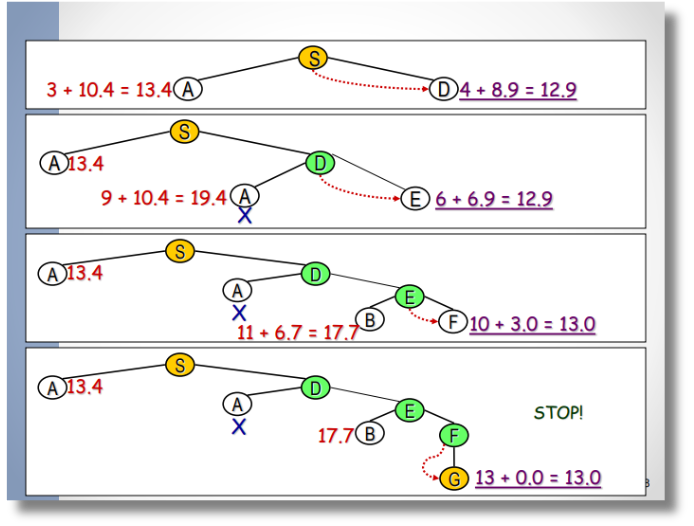 S
3 + 10.4 = 13.4 A D 4 + 8.9 = 12.9
S
A 13.4 D
9 + 10.4 = 19.4 A E 6 + 6.9 = 12.9
X
S
A 13.4 D
A E
X B F 10 + 3.0 = 13.0
11 + 6.7 = 17.7
S
A 13.4 D
A E STOP!
X 17.7 B F
G 13 + 0.0 = 13.0